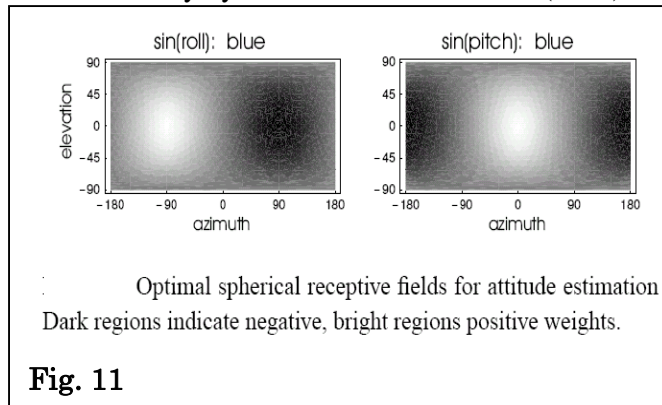 sin(roll): blue
sin(pitch): blue
90
45
0
-45
-90
elevation
-180 -90 0 90 180
azimuth
90
45
0
-45
-90
-180 -90 0 90 180
azimuth
Optimal spherical receptive fields for attitude estimation
Dark regions indicate negative, bright regions positive weights.
Fig. 11